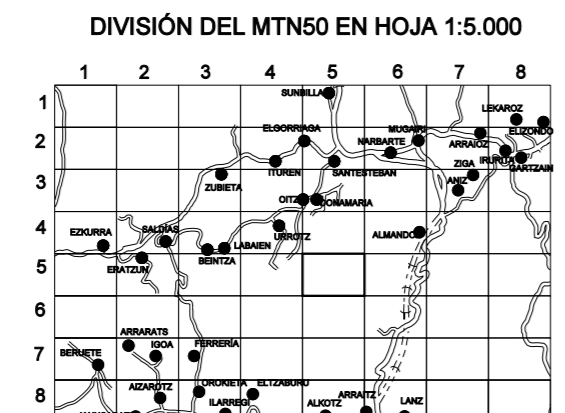 DIVISIÓN DEL MTN50 EN HOJA 1:5.000
1 2 3 4 5 6 7 8
1
SUNBILLA
LEKAROZ
ELIZONDO
2
ELGORRIAGA
MUGAIRI
NARBARTE
ARRAIOZ
IRURITA
GARTZAIN
3
ZUBIETA
ITUREN
SANTESTEBAN
ZIGA
ANIZ
OITZ
DONAMARIA
4
EZKURRA
SALDÍAS
URROTZ
ALMANDOZ
LABAIEN
BEINTZA
5
ERATZUN
6
7
ARRARATS
IGOA
FERRERÍA
BERUETE
8
AIZAROTZ
OROKIETA
ELTZABURU
ILARREGI
ALKOTZ
ARRAITZ
LANZ